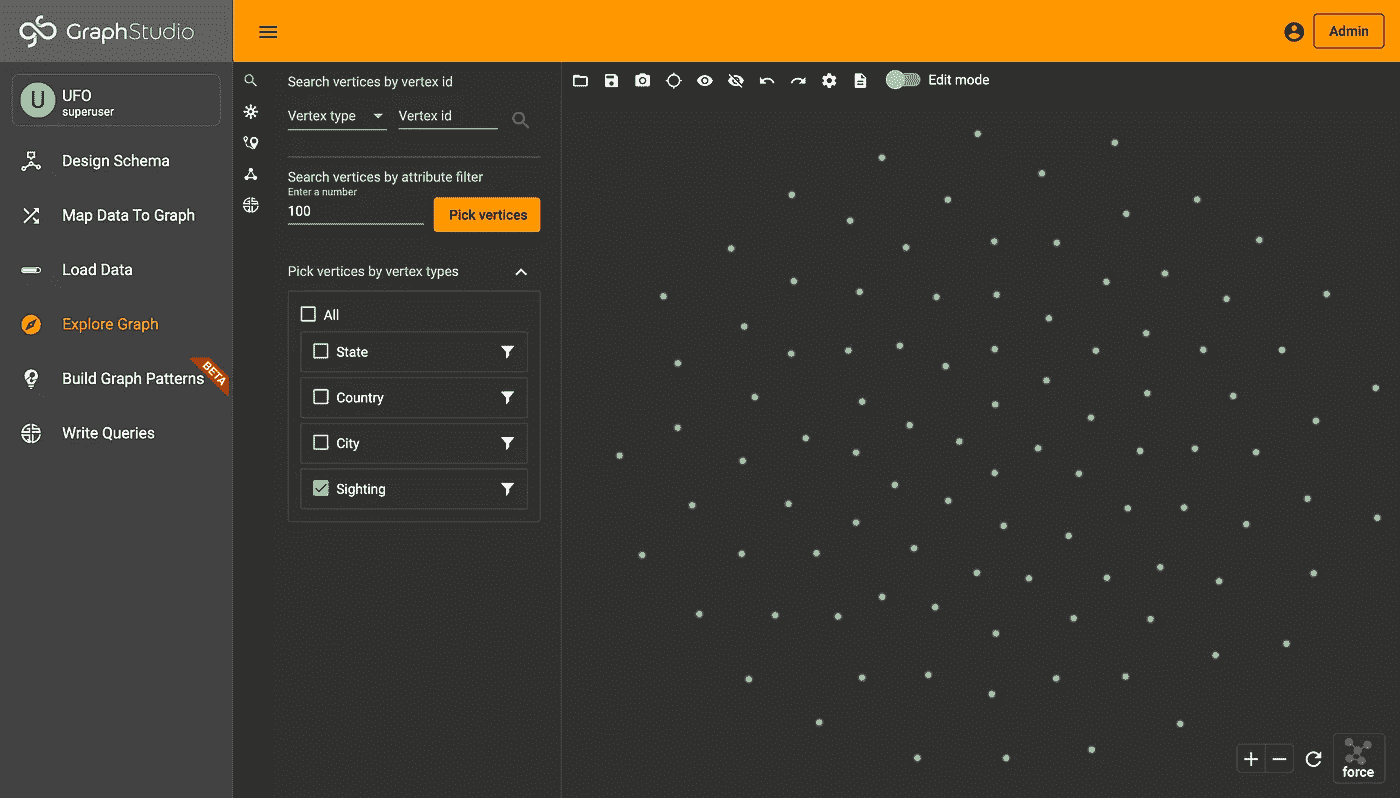 GraphStudio
Admin
U
UFO
superuser
Design Schema
Map Data To Graph
Load Data
Explore Graph
Build Graph Patterns
BETA
Write Queries
Search vertices by vertex id
Vertex type
Vertex id
Search vertices by attribute filter
Enter a number
100
Pick vertices
Pick vertices by vertex types
All
State
Country
City
Sighting
Edit mode
force